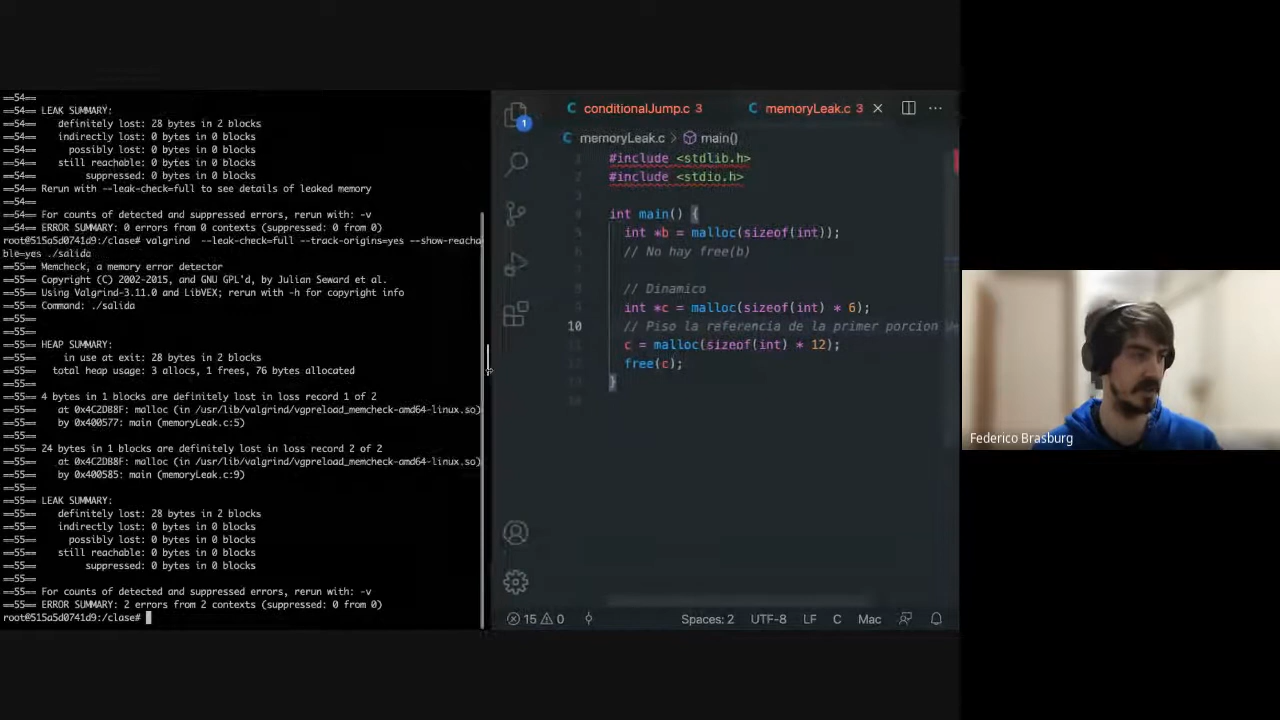 ==54==
==54== LEAK SUMMARY:
==54==    definitely lost: 28 bytes in 2 blocks
==54==    indirectly lost: 0 bytes in 0 blocks
==54==      possibly lost: 0 bytes in 0 blocks
==54==    still reachable: 0 bytes in 0 blocks
==54==         suppressed: 0 bytes in 0 blocks
==54== Rerun with --leak-check=full to see details of leaked memory
==54==
==54== For counts of detected and suppressed errors, rerun with: -v
==54== ERROR SUMMARY: 0 errors from 0 contexts (suppressed: 0 from 0)
root@515a5d0741d9:/clase# valgrind  --leak-check=full --track-origins=yes --show-reacha
ble=yes ./salida
==55== Memcheck, a memory error detector
==55== Copyright (C) 2002-2015, and GNU GPL'd, by Julian Seward et al.
==55== Using Valgrind-3.11.0 and LibVEX; rerun with -h for copyright info
==55== Command: ./salida
==55==
==55==
==55== HEAP SUMMARY:
==55==     in use at exit: 28 bytes in 2 blocks
==55==   total heap usage: 3 allocs, 1 frees, 76 bytes allocated
==55==
==55== 4 bytes in 1 blocks are definitely lost in loss record 1 of 2
==55==    at 0x4C2DB8F: malloc (in /usr/lib/valgrind/vgpreload_memcheck-amd64-linux.so)
==55==    by 0x400577: main (memoryLeak.c:5)
==55==
==55== 24 bytes in 1 blocks are definitely lost in loss record 2 of 2
==55==    at 0x4C2DB8F: malloc (in /usr/lib/valgrind/vgpreload_memcheck-amd64-linux.so)
==55==    by 0x400585: main (memoryLeak.c:9)
==55==
==55== LEAK SUMMARY:
==55==    definitely lost: 28 bytes in 2 blocks
==55==    indirectly lost: 0 bytes in 0 blocks
==55==      possibly lost: 0 bytes in 0 blocks
==55==    still reachable: 0 bytes in 0 blocks
==55==         suppressed: 0 bytes in 0 blocks
==55==
==55== For counts of detected and suppressed errors, rerun with: -v
==55== ERROR SUMMARY: 2 errors from 2 contexts (suppressed: 0 from 0)
root@515a5d0741d9:/clase#
1
C conditionalJump.c 3 C memoryLeak.c 3
C memoryLeak.c > main()
1 #include <stdlib.h>
2 #include <stdio.h>
3
4 int main() {
5   int *b = malloc(sizeof(int));
6   // No hay free(b)
7
8   // Dinamico
9   int *c = malloc(sizeof(int) * 6);
10   // Piso la referencia de la primer porcion
11   c = malloc(sizeof(int) * 12);
12   free(c);
13 }
14
15 0 Spaces: 2 UTF-8 LF C Mac
Federico Brasburg